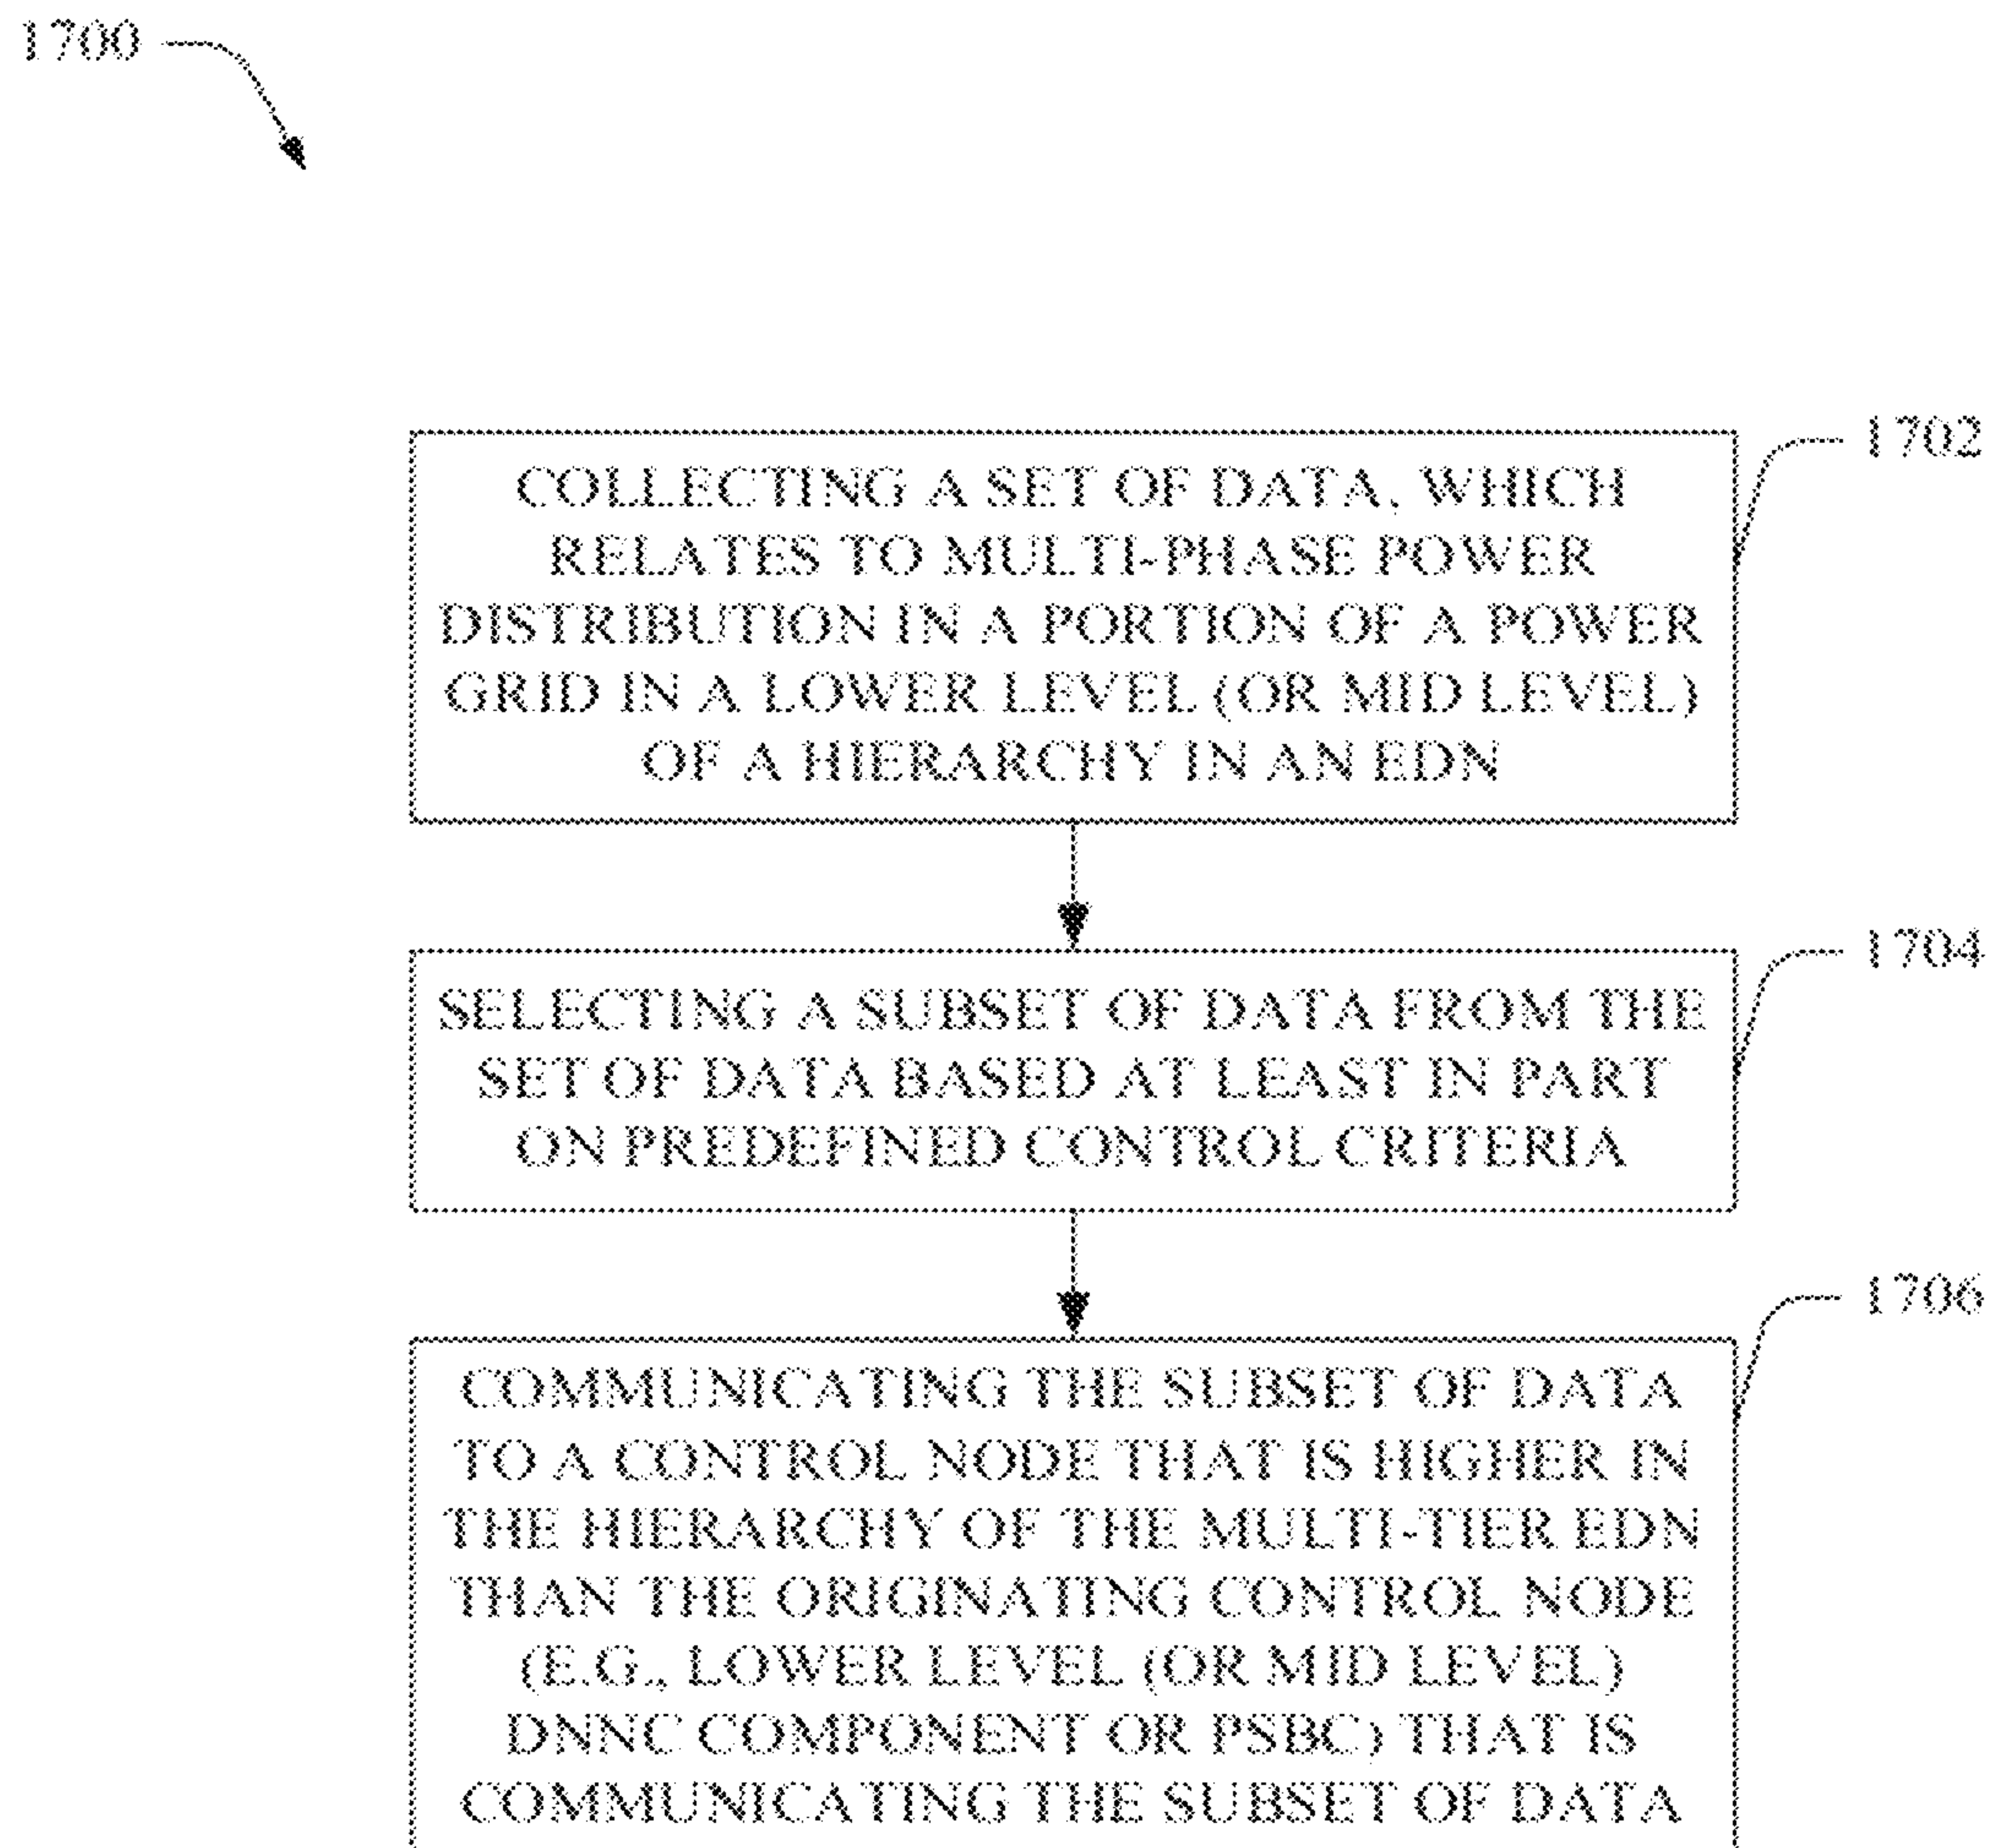 1700
1702
COLLECTING A SET OF DATA, WHICH
RELATES TO MULTI-PHASE POWER
DISTRIBUTION IN A PORTION OF A POWER
GRID IN A LOWER LEVEL (OR MID LEVEL)
OF A HIERARCHY IN AN EDN
1704
SELECTING A SUBSET OF DATA FROM THE
SET OF DATA BASED AT LEAST IN PART
ON PREDEFINED CONTROL CRITERIA
1706
COMMUNICATING THE SUBSET OF DATA
TO A CONTROL NODE THAT IS HIGHER IN
THE HIERARCHY OF THE MULTI-TIER EDN
THAN THE ORIGINATING CONTROL NODE
(E.G., LOWER LEVEL (OR MID LEVEL)
DNNC COMPONENT OR PSBC) THAT IS
COMMUNICATING THE SUBSET OF DATA